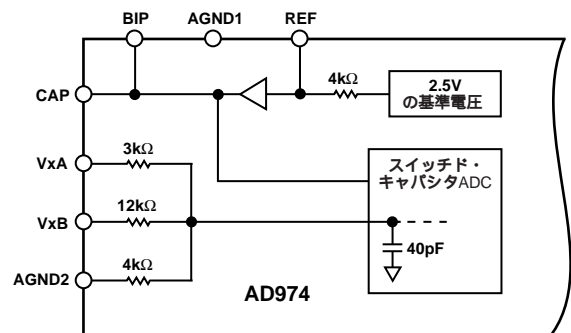 BIP
AGND1
REF
CAP
4kΩ
2.5V
の基準電圧
VxA
3kΩ
スイッチド・
キャパシタADC
VxB
12kΩ
40pF
AGND2
4kΩ
AD974